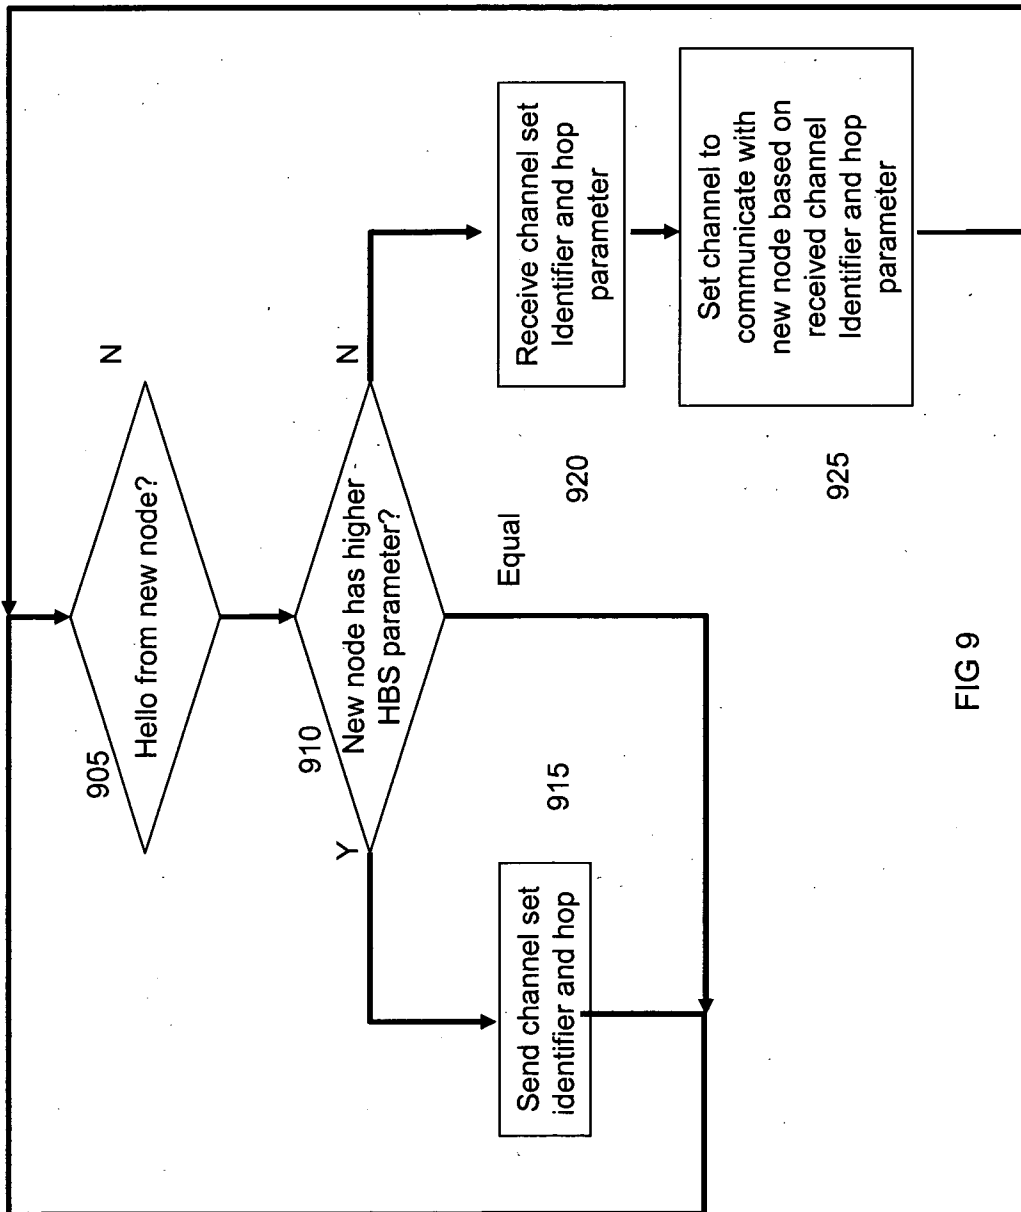 905
Hello from new node?
N
910
New node has higher
HBS parameter?
Y
N
Equal
915
Send channel set
identifier and hop
920
Receive channel set
Identifier and hop
parameter
925
Set channel to
communicate with
new node based on
received channel
Identifier and hop
parameter
FIG 9